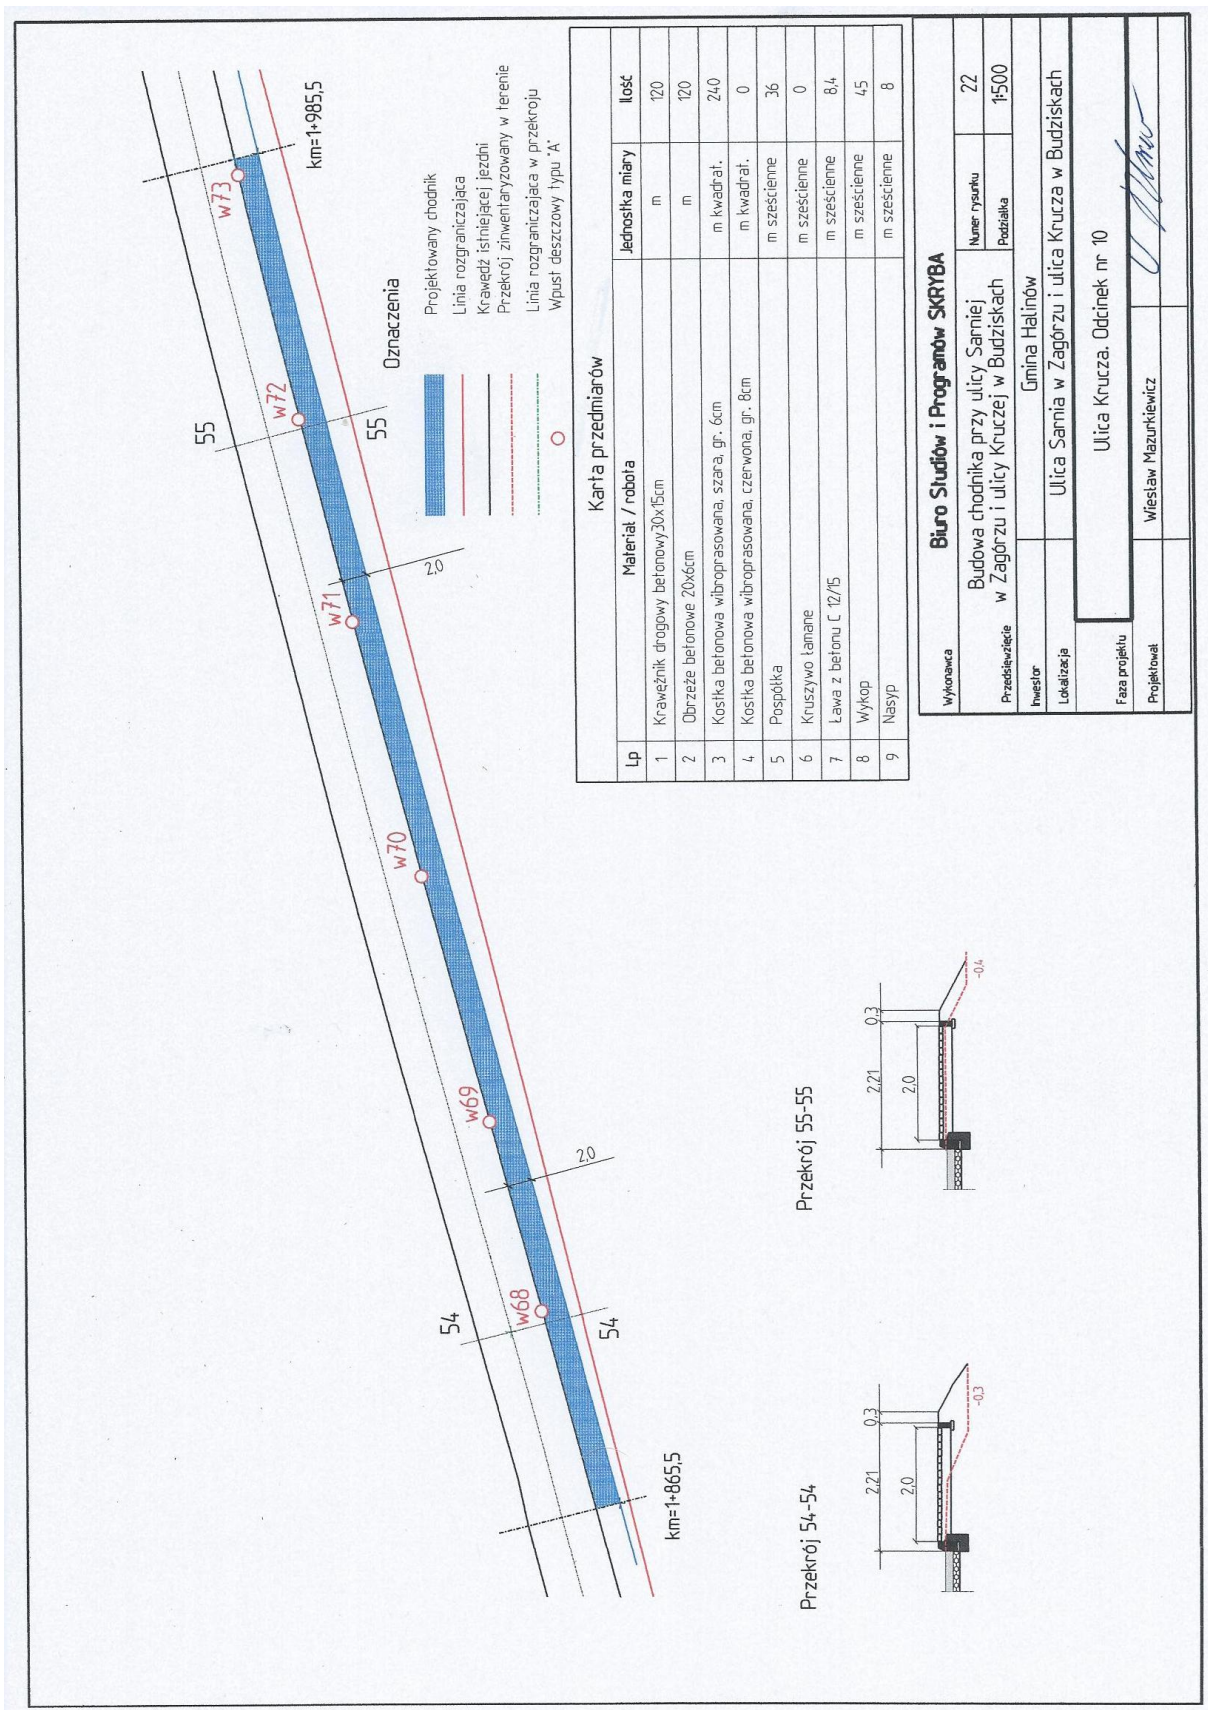 w68
w69
w70
w71
w72
w73
54
54
55
55
2,0
2,0
km=1+865,5
km=1+985,5
Oznaczenia
Projektowany chodnik
Linia rozgraniczająca
Krawędź istniejącej jezdni
Przekrój zinwentaryzowany w terenie
Linia rozgraniczająca w przekroju
Wpust deszczowy typu "A"
Przekrój 54-54
2,21
0,3
2,0
-0,3
Przekrój 55-55
2,21
0,3
2,0
-0,4
Karta przedmiarów
Lp Materiał / robota Jednostka miary Ilość
1 Krawężnik drogowy betonowy30x15cm m 120
2 Obrzeże betonowe 20x6cm m 120
3 Kostka betonowa wibroprasowana, szara, gr. 6cm m kwadrat. 240
4 Kostka betonowa wibroprasowana, czerwona, gr. 8cm m kwadrat. 0
5 Pospółka m sześcienne 36
6 Kruszywo łamane m sześcienne 0
7 Ława z betonu C 12/15 m sześcienne 8,4
8 Wykop m sześcienne 45
9 Nasyp m sześcienne 8
Wykonawca Biuro Studiów i Programów SKRYBA
Przedsięwzięcie Budowa chodnika przy ulicy Sarniej
w Zagórzu i ulicy Kruczej w Budziskach
Numer rysunku 22
Podziałka 1:500
Inwestor Gmina Halinów
Lokalizacja Ulica Sarnia w Zagórzu i ulica Krucza w Budziskach
Faza projektu Ulica Krucza. Odcinek nr 10
Projektował Wiesław Mazurkiewicz